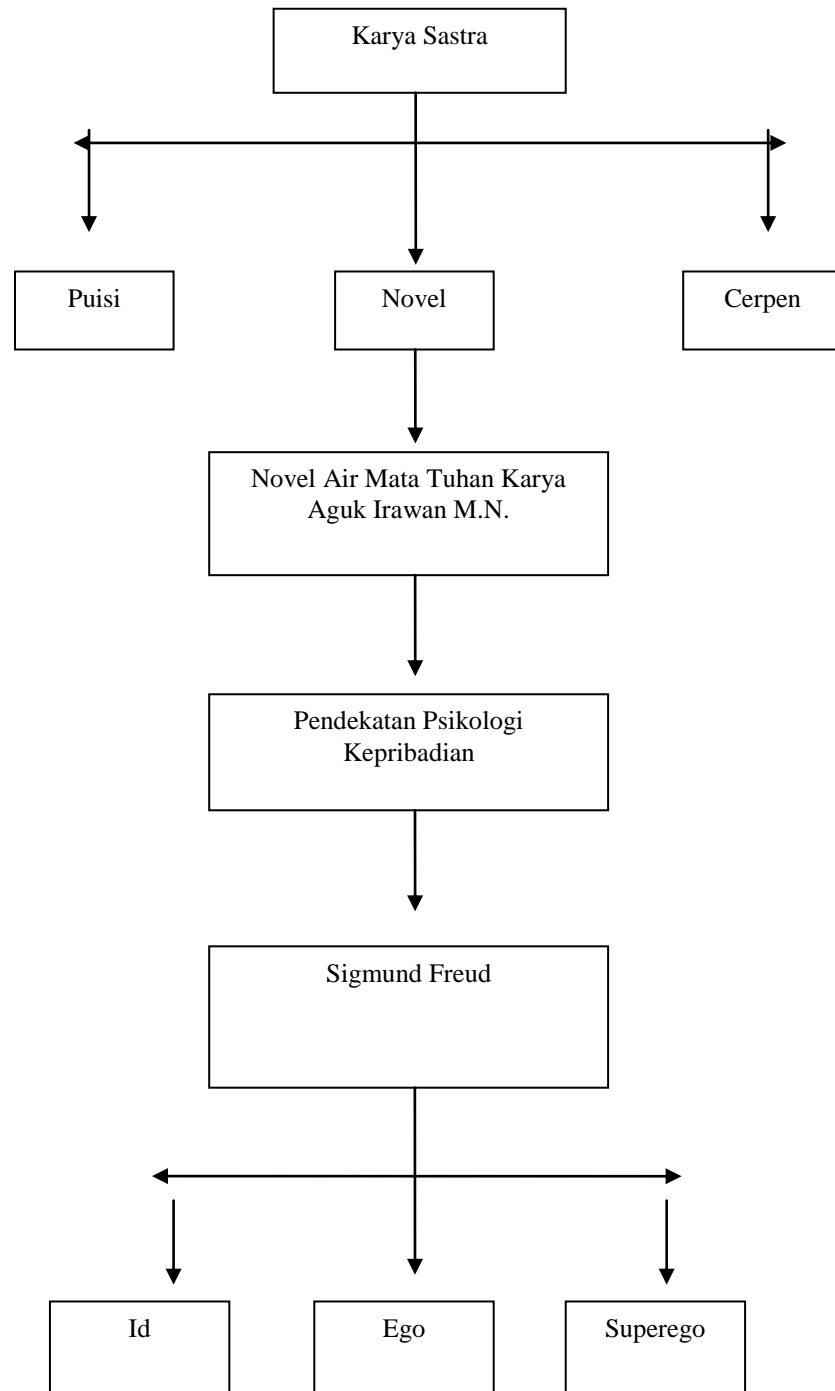 Karya Sastra
Puisi
Novel
Cerpen
Novel Air Mata Tuhan Karya
Aguk Irawan M.N.
Pendekatan Psikologi
Kepribadian
Sigmund Freud
Id
Ego
Superego